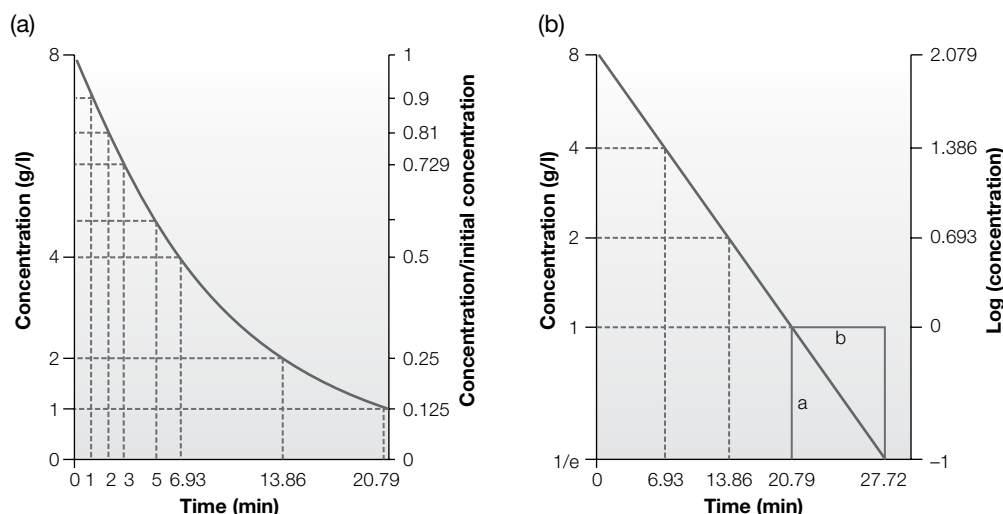 (a)
8
4
2
1
0
Concentration (g/l)
1
0.9
0.81
0.729
0.5
0.25
0.125
0
Concentration/initial concentration
0 1 2 3 5 6.93 13.86 20.79
Time (min)
(b)
8
4
2
1
1/e
Concentration (g/l)
2.079
1.386
0.693
0
–1
Log (concentration)
b
a
0 6.93 13.86 20.79 27.72
Time (min)